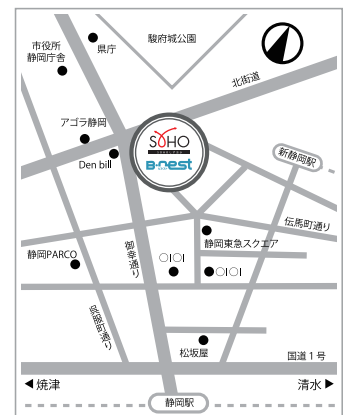 駿府城公園
県庁
市役所
静岡庁舎
北街道
アゴラ静岡
Den bill
SOHO
B-nest
新静岡駅
伝馬町通り
静岡東急スクエア
御幸通り
静岡PARCO
○I○I
○I○I
呉服町通り
松坂屋
国道1号
焼津
清水
静岡駅